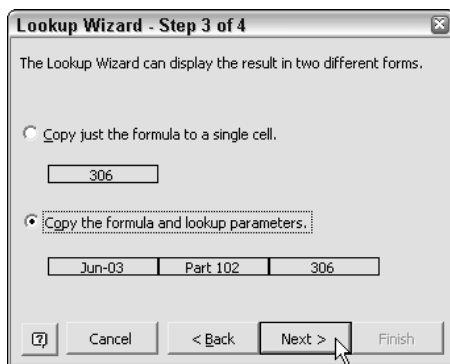 Lookup Wizard - Step 3 of 4
The Lookup Wizard can display the result in two different forms.
Copy just the formula to a single cell.
306
Copy the formula and lookup parameters.
Jun-03 Part 102 306
? Cancel < Back Next > Finish